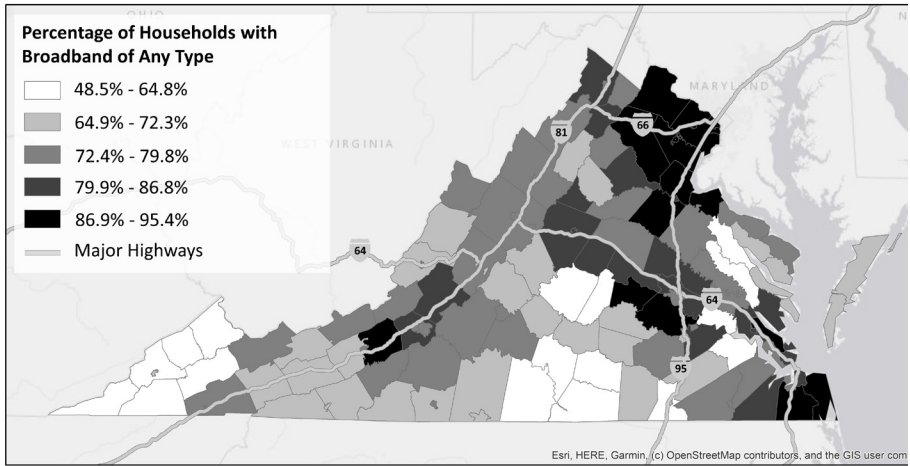 OHIO
Percentage of Households with
Broadband of Any Type
48.5% - 64.8%
64.9% - 72.3%
72.4% - 79.8%
79.9% - 86.8%
86.9% - 95.4%
Major Highways
MARYLAND
WEST VIRGINIA
81
66
64
64
95
Esri, HERE, Garmin, (c) OpenStreetMap contributors, and the GIS user com